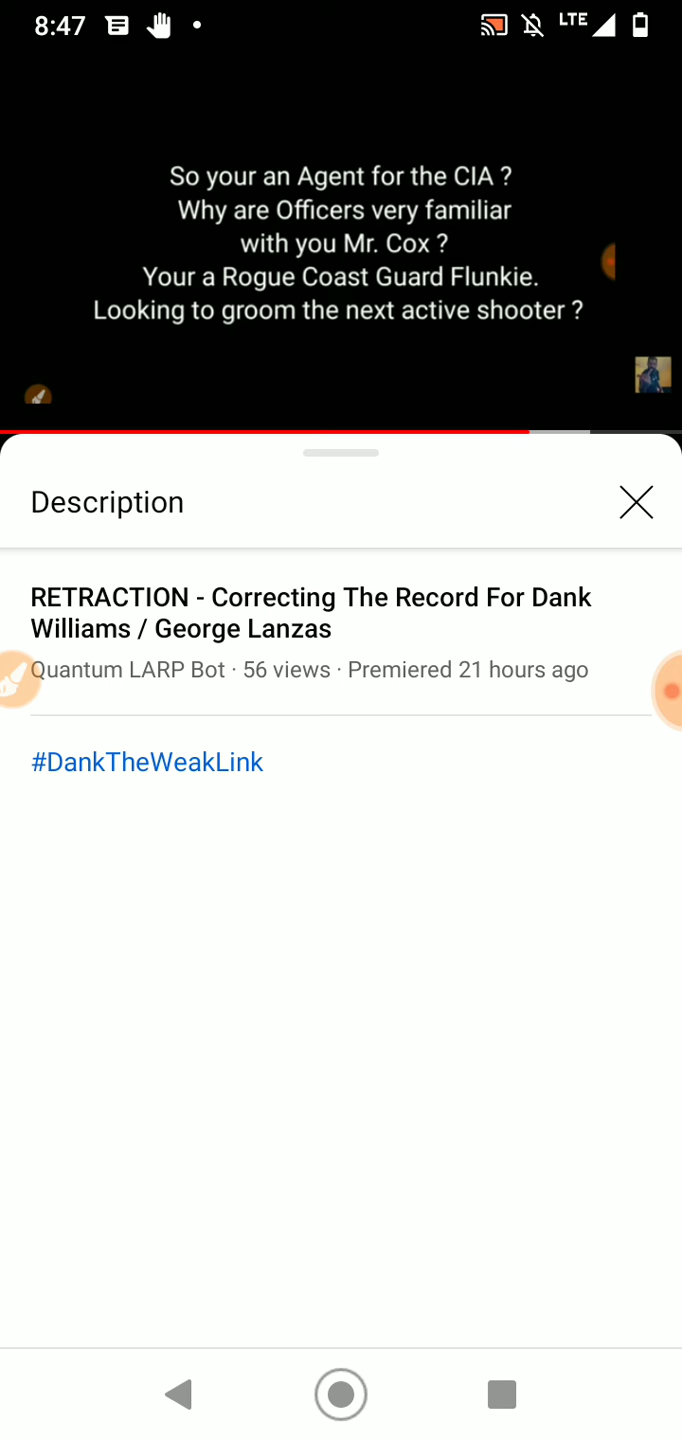 8:47
LTE
So your an Agent for the CIA ?
Why are Officers very familiar
with you Mr. Cox ?
Your a Rogue Coast Guard Flunkie.
Looking to groom the next active shooter ?
Description
RETRACTION - Correcting The Record For Dank
Williams / George Lanzas
Quantum LARP Bot · 56 views · Premiered 21 hours ago
#DankTheWeakLink